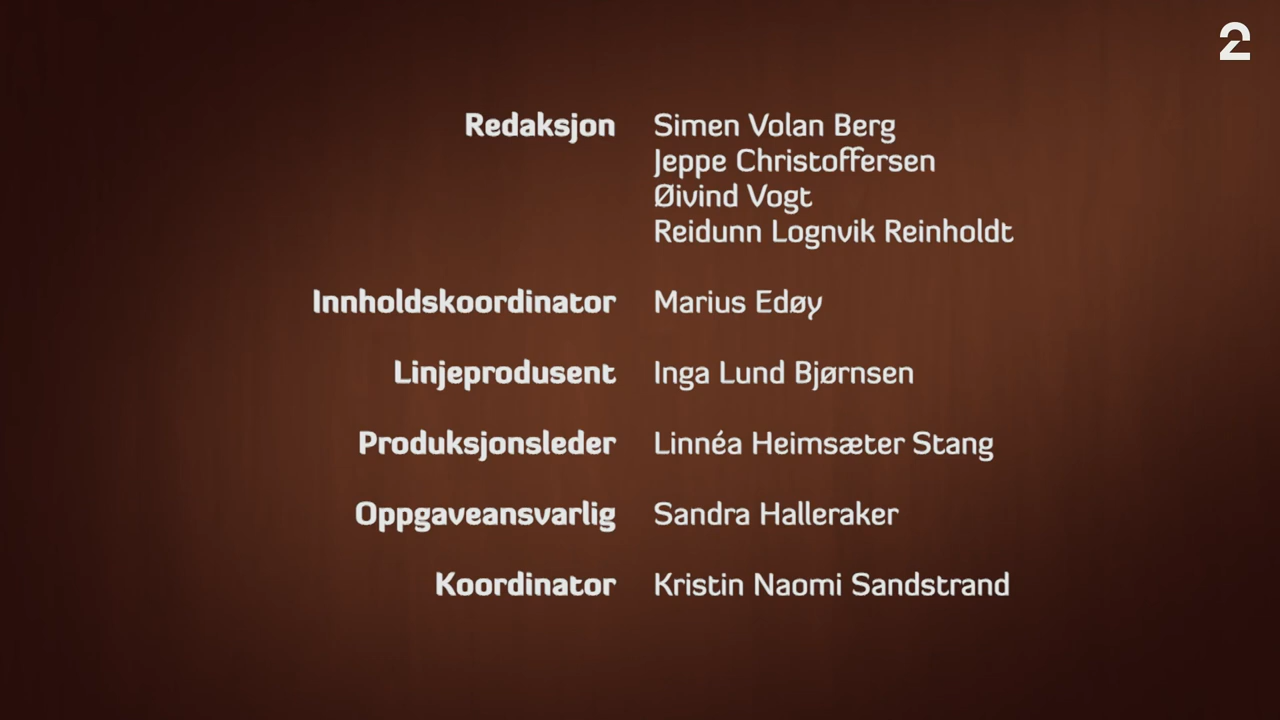 2
Redaksjon Simen Volan Berg
Jeppe Christoffersen
Øivind Vogt
Reidunn Lognvik Reinholdt
Innholdskoordinator Marius Edøy
Linjeprodusent Inga Lund Bjørnsen
Produksjonsleder Linnéa Heimsæter Stang
Oppgaveansvarlig Sandra Halleraker
Koordinator Kristin Naomi Sandstrand